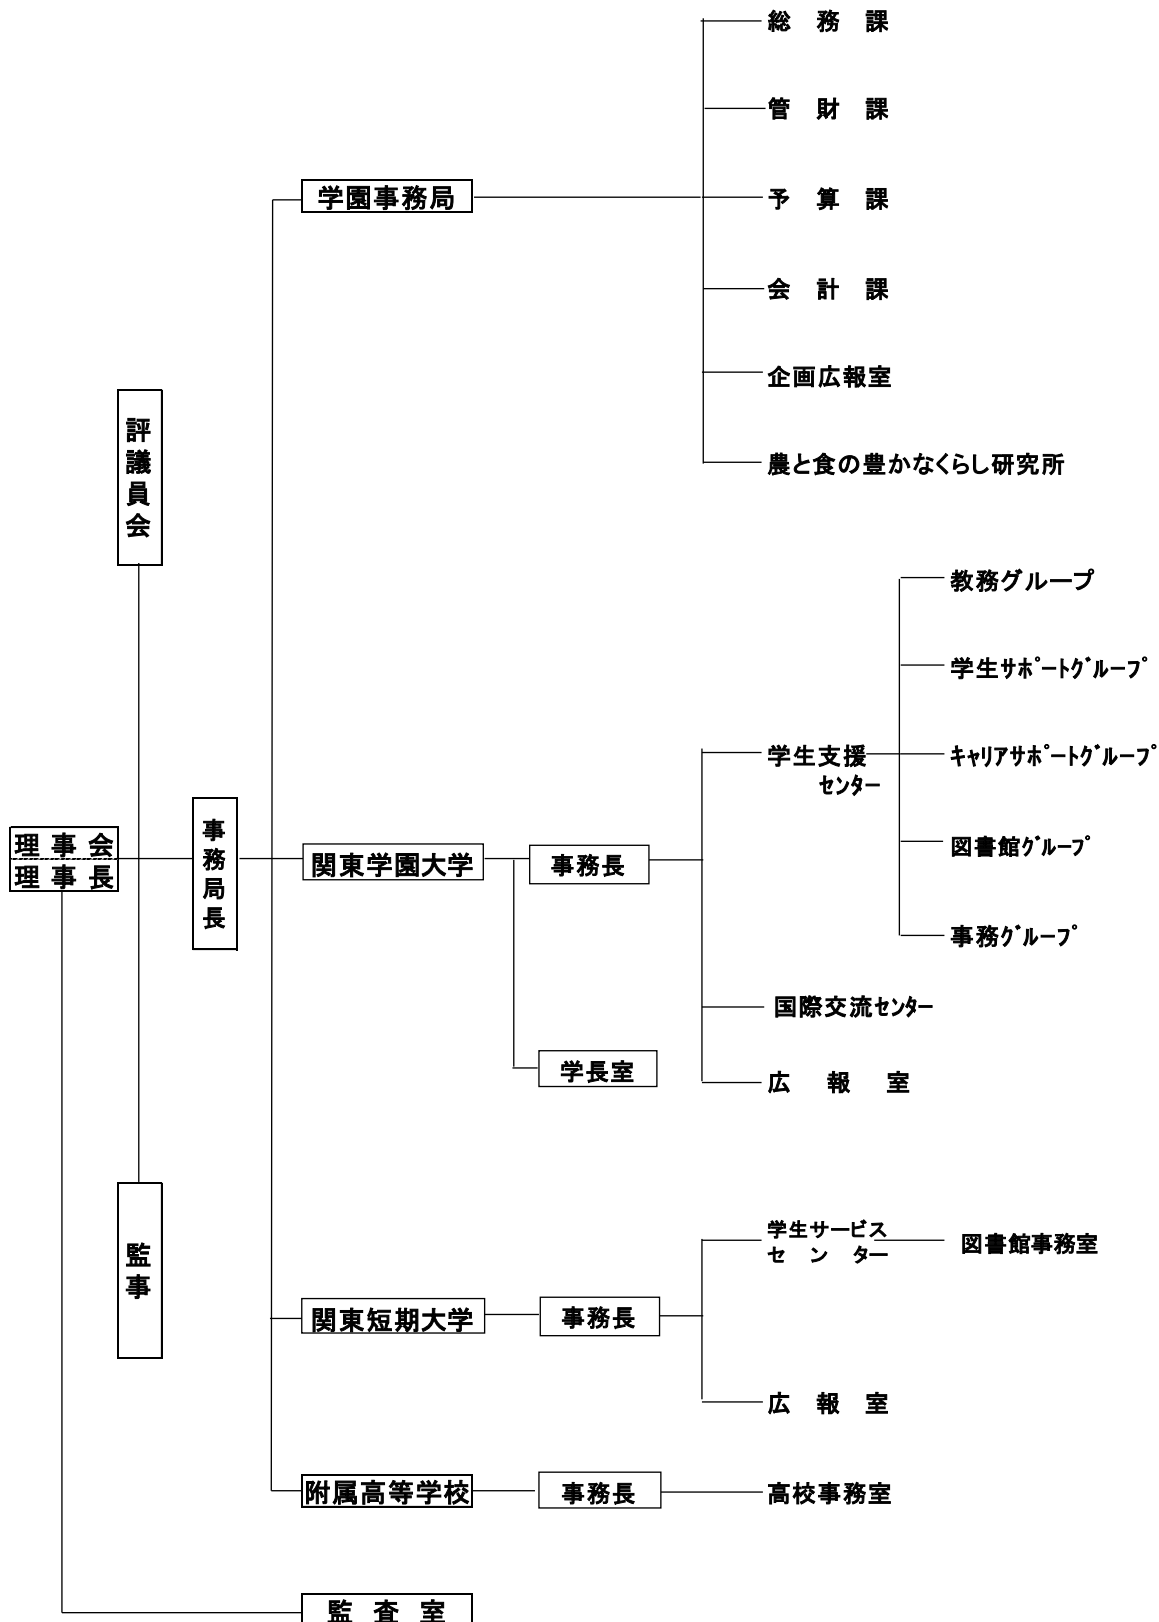 総務課
管財課
学園事務局
予算課
会計課
企画広報室
農と食の豊かなくらし研究所
評議員会
教務グループ
学生ｻﾎﾟｰﾄｸﾞﾙｰﾌﾟ
学生支援
センター
ｷｬﾘｱｻﾎﾟｰﾄｸﾞﾙｰﾌﾟ
図書館ｸﾞﾙｰﾌﾟ
事務ｸﾞﾙｰﾌﾟ
理事会
理事長
事務局長
関東学園大学
事務長
国際交流ｾﾝﾀｰ
学長室
広報室
監事
学生サービス
センター
図書館事務室
関東短期大学
事務長
広報室
附属高等学校
事務長
高校事務室
監査室